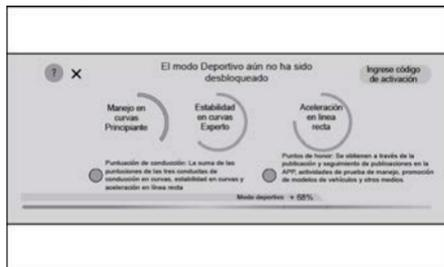 ?
×
El modo Deportivo aún no ha sido
desbloqueado
Ingrese código
de activación
Manejo en
curvas
Principiante
Estabilidad
en curvas
Experto
Aceleración
en línea
recta
Puntuación de conducción: La suma de las
puntuaciones de las tres conductas de
conducción en curvas, estabilidad en curvas y
aceleración en línea recta
Puntos de honor: Se obtienen a través de la
publicación y seguimiento de publicaciones en la
APP, actividades de prueba de manejo, promoción
de modelos de vehículos y otros medios.
Modo deportivo + 68%